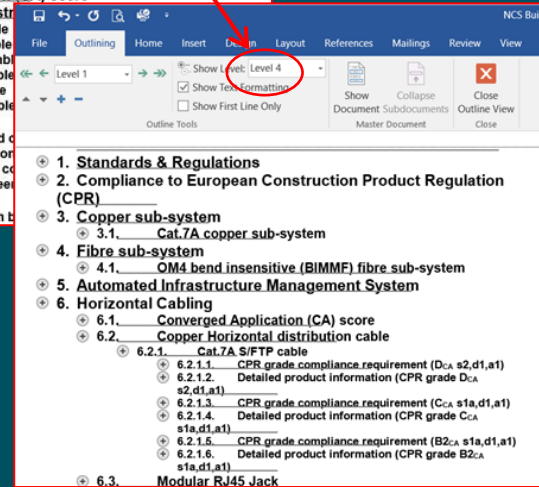 NCS Bui
File Outlining Home Insert Design Layout References Mailings Review View
Level 1
Show Level: Level 4
Show Text Formatting
Show First Line Only
Outline Tools
Show Document
Collapse Subdocuments
Master Document
Close Outline View
Close
1. Standards & Regulations
2. Compliance to European Construction Product Regulation
(CPR)
3. Copper sub-system
3.1. Cat.7A copper sub-system
4. Fibre sub-system
4.1. OM4 bend insensitive (BIMMF) fibre sub-system
5. Automated Infrastructure Management System
6. Horizontal Cabling
6.1. Converged Application (CA) score
6.2. Copper Horizontal distribution cable
6.2.1. Cat.7A S/FTP cable
6.2.1.1. CPR grade compliance requirement (DCA s2,d1,a1)
6.2.1.2. Detailed product information (CPR grade DCA
s2,d1,a1)
6.2.1.3. CPR grade compliance requirement (CCA s1a,d1,a1)
6.2.1.4. Detailed product information (CPR grade CCA
s1a,d1,a1)
6.2.1.5. CPR grade compliance requirement (B2CA s1a,d1,a1)
6.2.1.6. Detailed product information (CPR grade B2CA
s1a,d1,a1)
6.3. Modular RJ45 Jack